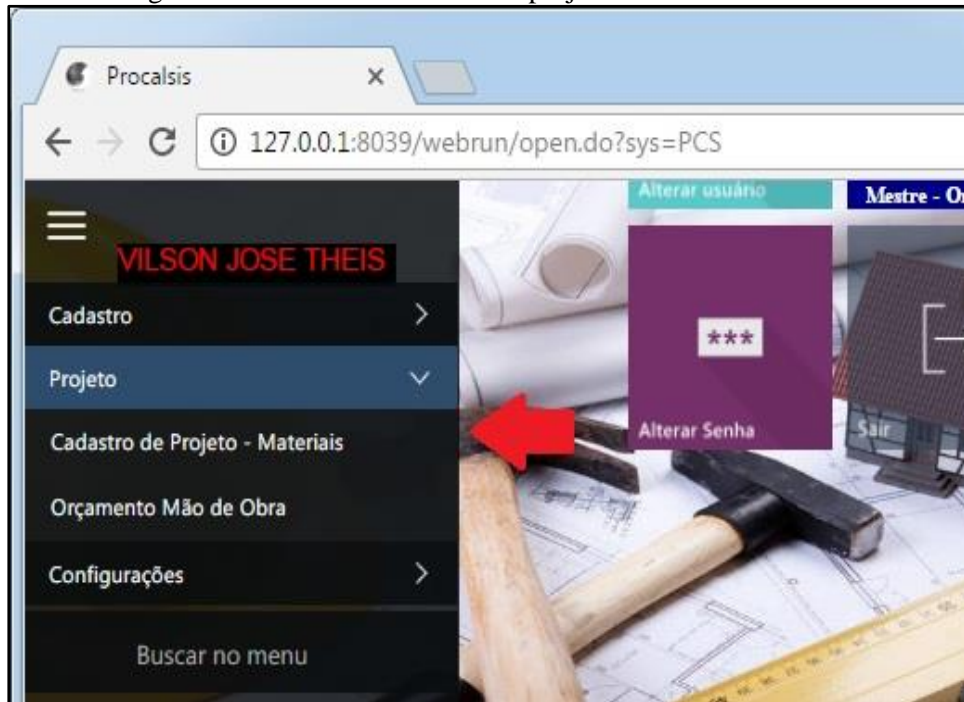 Procalsis
127.0.0.1:8039/webrun/open.do?sys=PCS
Alterar usuário
Mestre -
VILSON JOSE THEIS
Cadastro
Projeto
Cadastro de Projeto - Materiais
Orçamento Mão de Obra
Configurações
Buscar no menu
***
Alterar Senha
Sair